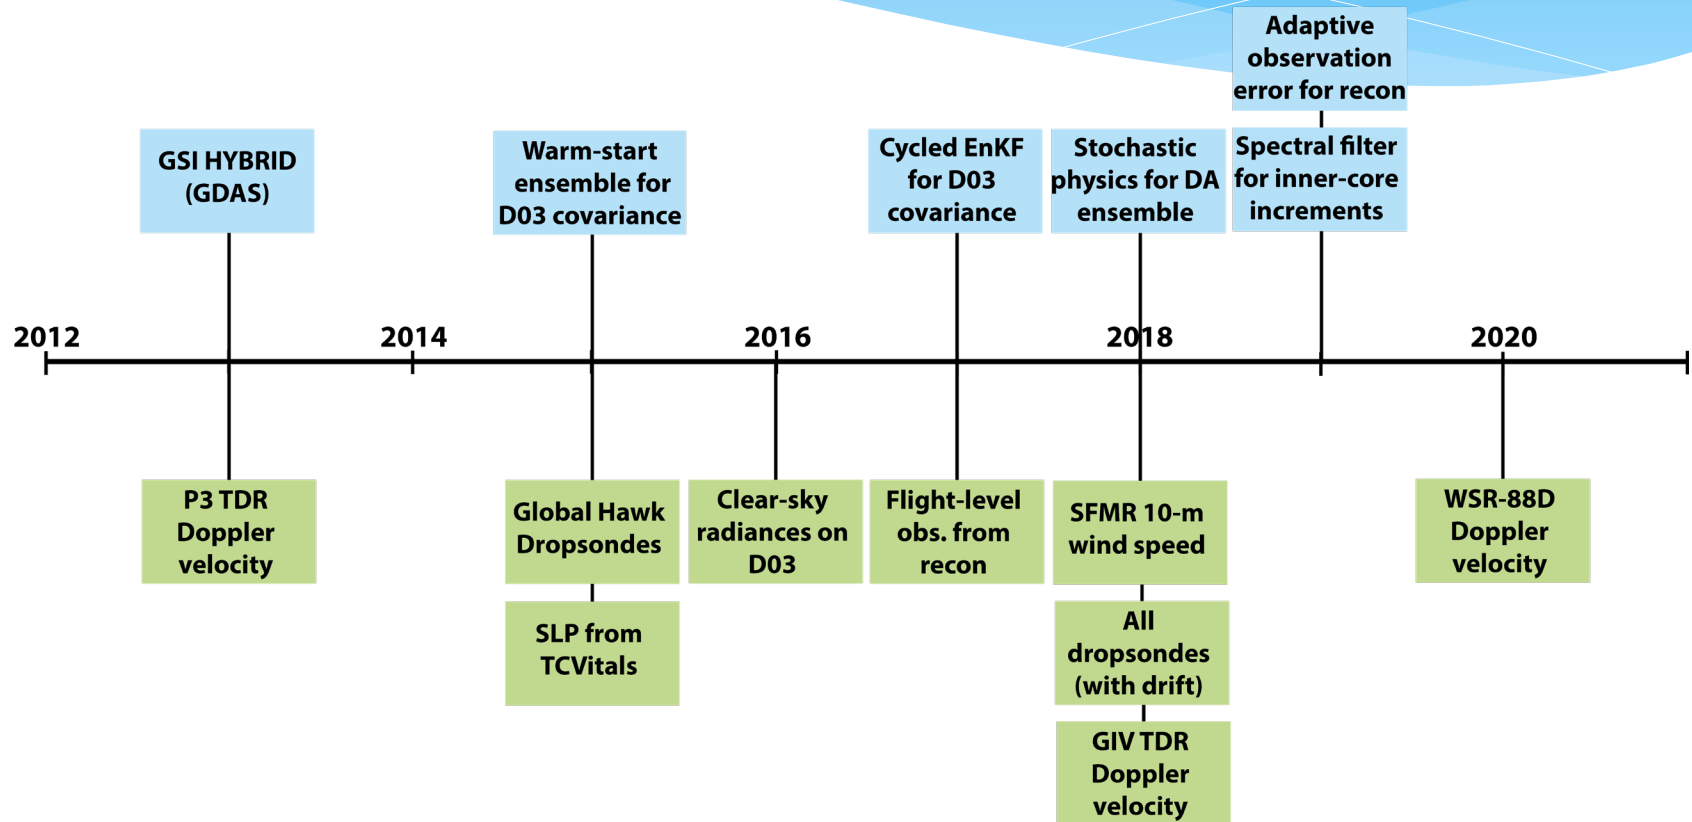 Adaptive
observation
error for recon
GSI HYBRID
(GDAS)
Warm-start
ensemble for
D03 covariance
Cycled EnKF
for D03
covariance
Stochastic
physics for DA
ensemble
Spectral filter
for inner-core
increments
2012
2014
2016
2018
2020
P3 TDR
Doppler
velocity
Global Hawk
Dropsondes
Clear-sky
radiances on
D03
Flight-level
obs. from
recon
SFMR 10-m
wind speed
WSR-88D
Doppler
velocity
SLP from
TCVitals
All
dropsondes
(with drift)
GIV TDR
Doppler
velocity